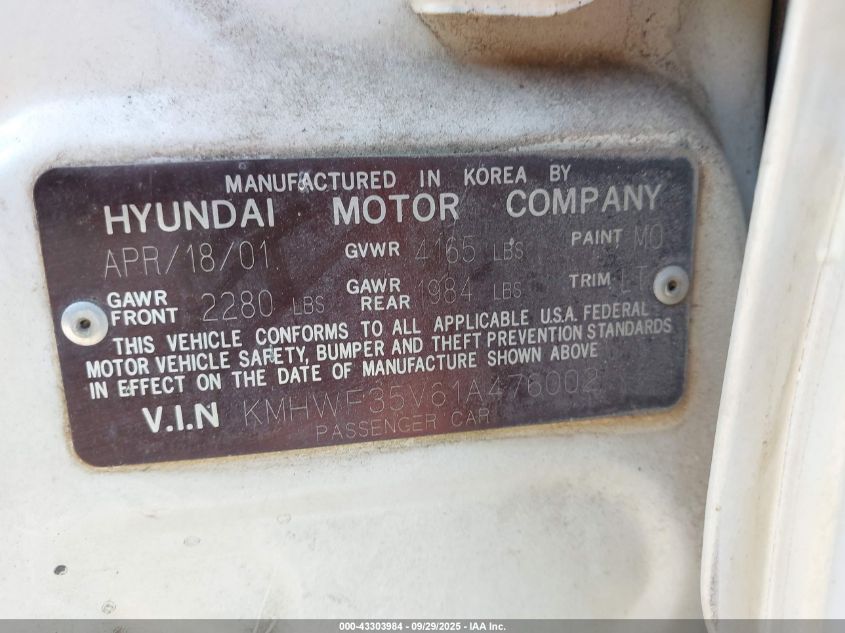 MANUFACTURED IN KOREA BY
HYUNDAI MOTOR COMPANY
APR/18/01 GVWR 4165 LBS PAINT MO
GAWR FRONT 2280 LBS GAWR REAR 1984 LBS TRIM
THIS VEHICLE CONFORMS TO ALL APPLICABLE U.S.A. FEDERAL
MOTOR VEHICLE SAFETY, BUMPER AND THEFT PREVENTION STANDARDS
IN EFFECT ON THE DATE OF MANUFACTURE SHOWN ABOVE
V.I.N KMHWF35V61A476002
PASSENGER CAR
000-43303984 - 09/29/2025 - IAA Inc.